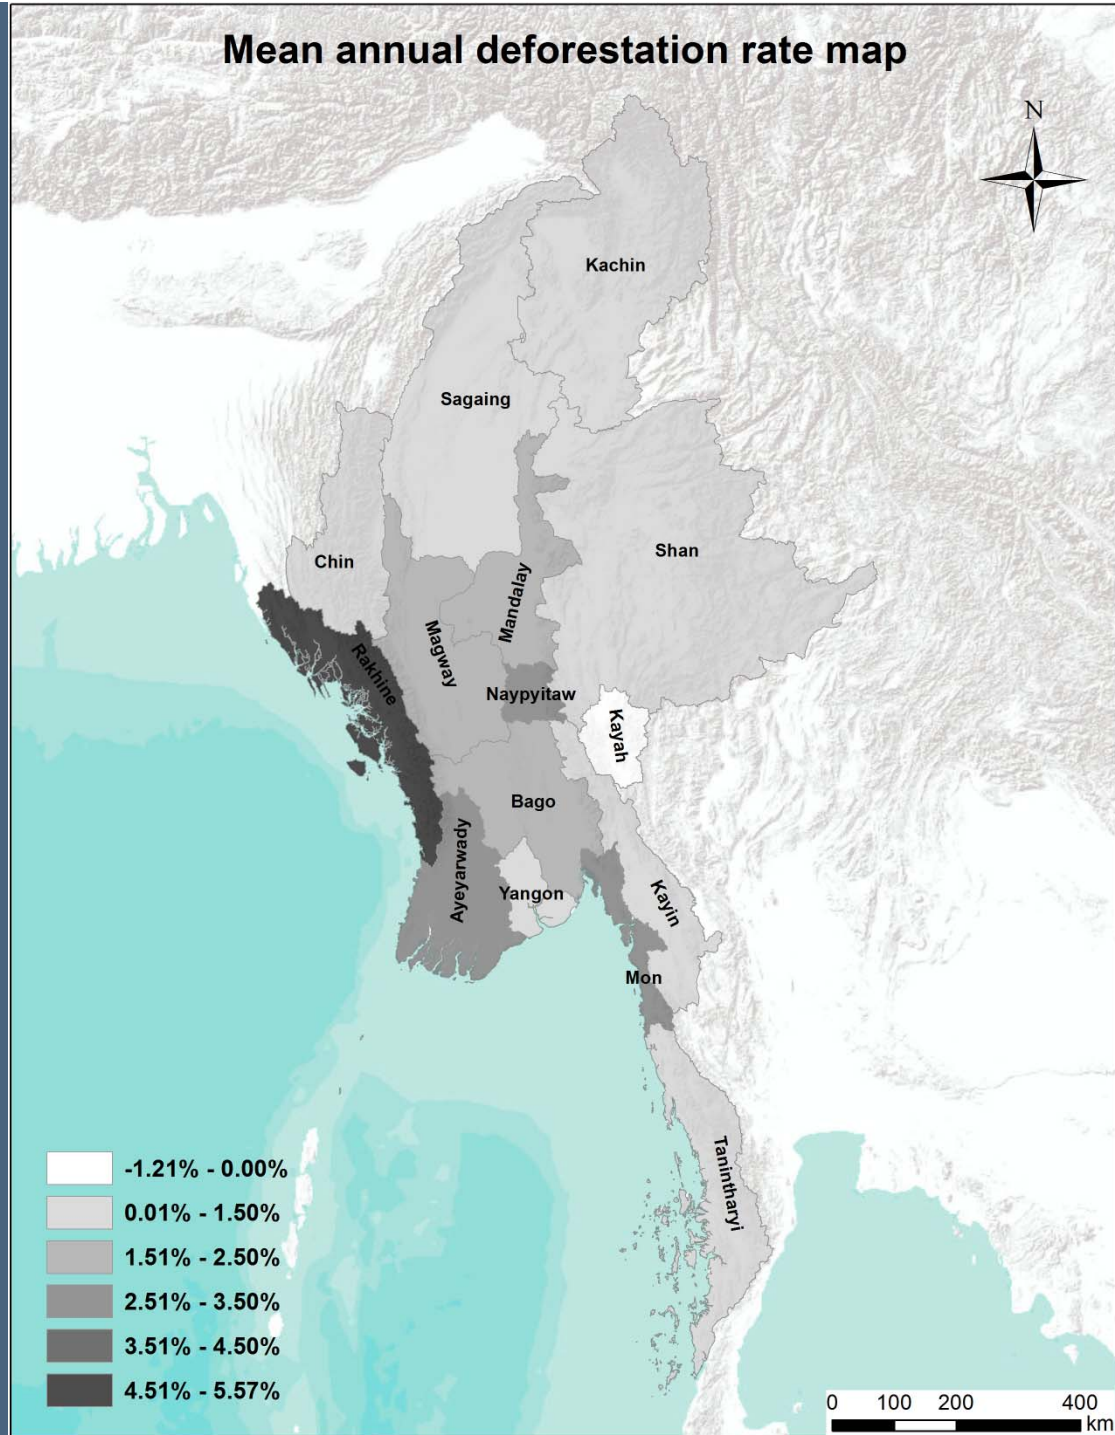 Mean annual deforestation rate map
N
Kachin
Sagaing
Shan
Chin
Mandalay
Magway
Rakhine
Naypyitaw
Kayah
Bago
Ayeyarwady
Yangon
Kayin
Mon
Tanintharyi
-1.21% - 0.00%
0.01% - 1.50%
1.51% - 2.50%
2.51% - 3.50%
3.51% - 4.50%
4.51% - 5.57%
0 100 200 400
km